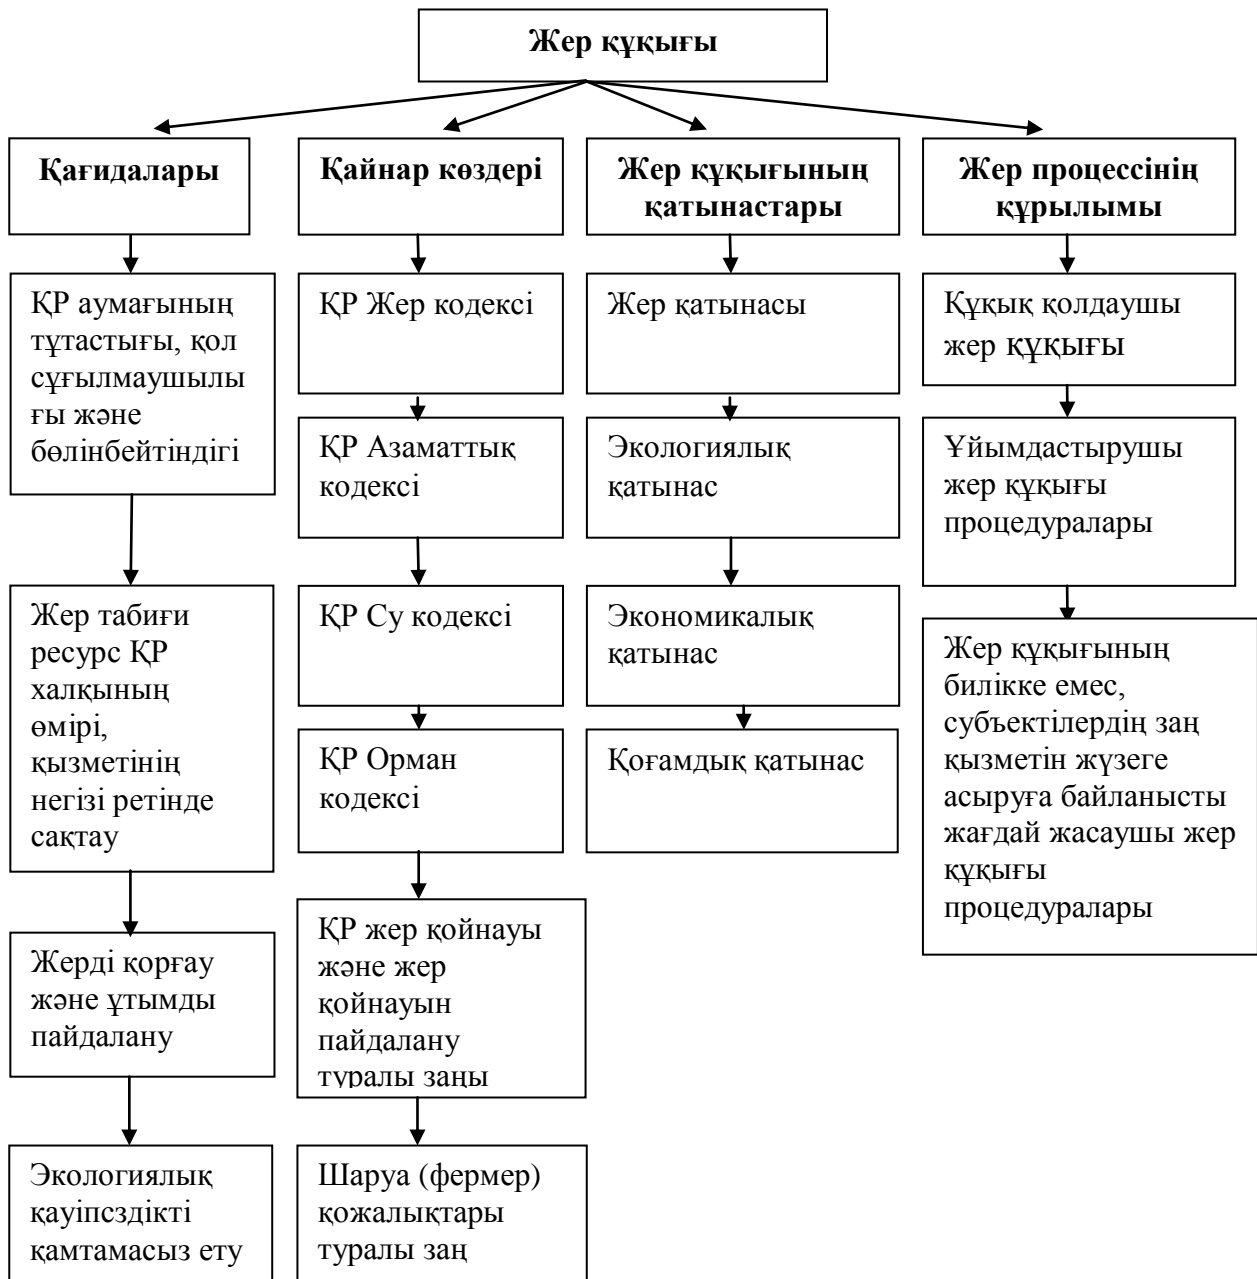 Жер құқығы
Қағидалары
Қайнар көздері
Жер құқығының
қатынастары
Жер процессінің
құрылымы
ҚР аумағының
тұтастығы, қол
сұғылмаушылы
ғы және
бөлінбейтіндігі
Жер табиғи
ресурс ҚР
халқының
өмірі,
қызметінің
негізі ретінде
сақтау
Жерді қорғау
және ұтымды
пайдалану
Экологиялық
қауіпсздікті
қамтамасыз ету
ҚР Жер кодексі
ҚР Азаматтық
кодексі
ҚР Су кодексі
ҚР Орман
кодексі
ҚР жер қойнауы
және жер
қойнауын
пайдалану
туралы заңы
Шаруа (фермер)
қожалықтары
туралы заң
Жер қатынасы
Экологиялық
қатынас
Экономикалық
қатынас
Қоғамдық қатынас
Құқық қолдаушы
жер құқығы
Ұйымдастырушы
жер құқығы
процедуралары
Жер құқығының
билікке емес,
субъектілердің заң
қызметін жүзеге
асыруға байланысты
жағдай жасаушы жер
құқығы
процедуралары